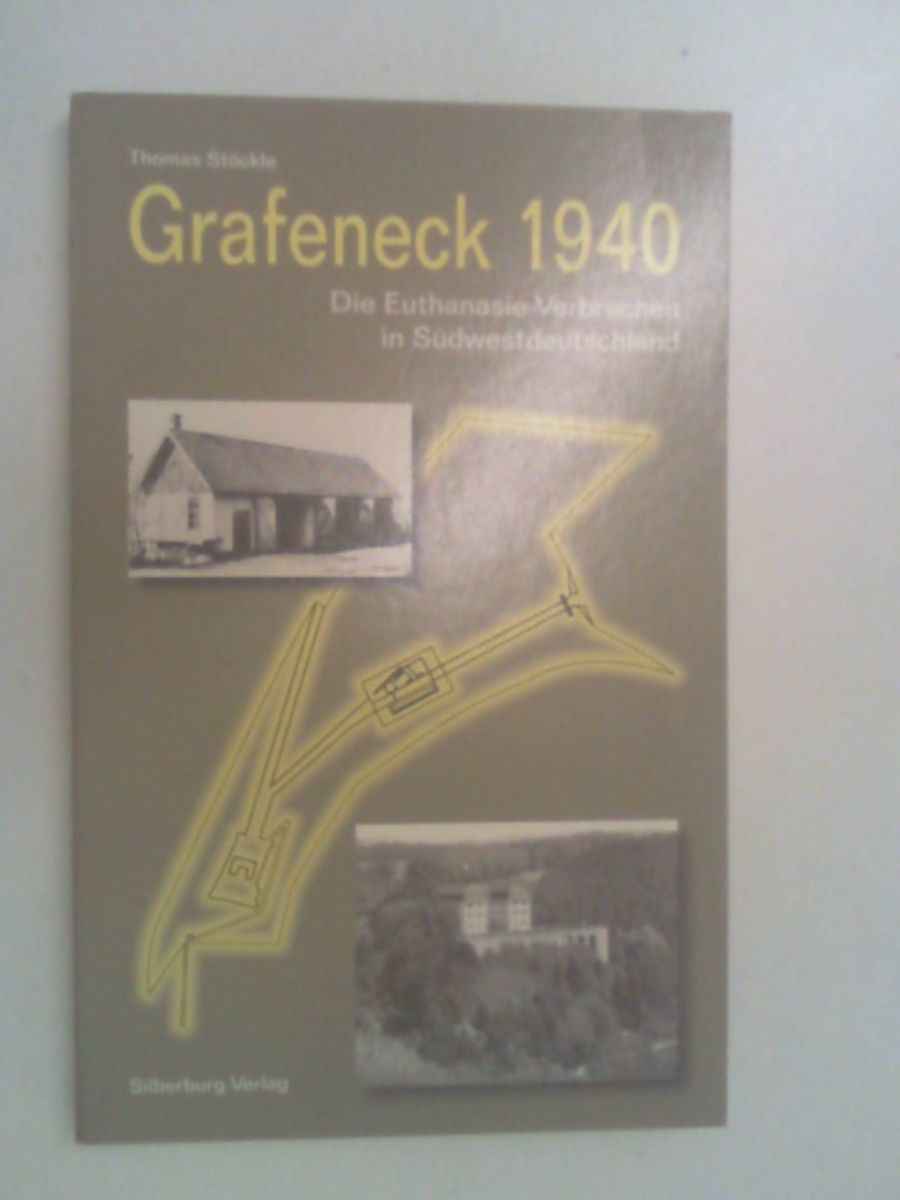 Thomas Stöckle
Grafeneck 1940
Die Euthanasie-Verbrechen
in Südwestdeutschland
Silberburg-Verlag